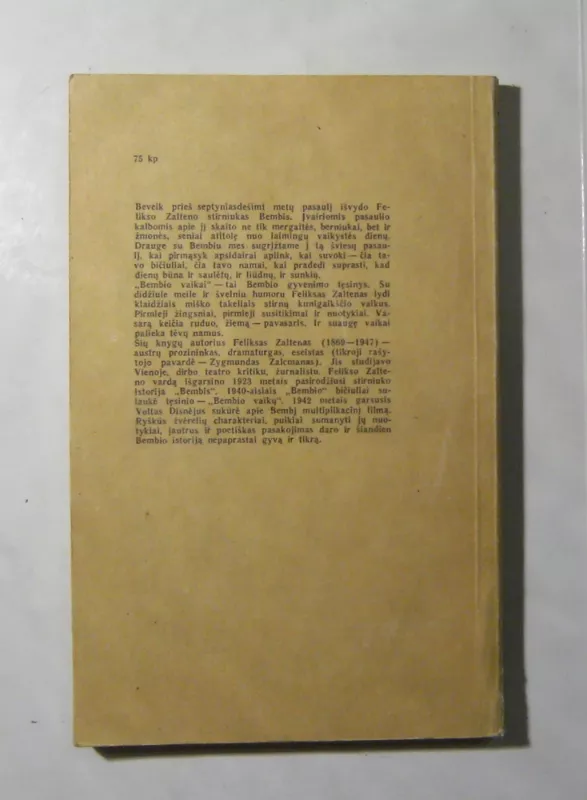 75 kp
Beveik prieš septyniasdešimt metų pasaulį išvydo Fe-
likso Zalteno stirniukas Bembis. Įvairiomis pasaulio
kalbomis apie jį skaito ne tik mergaitės, berniukai, bet ir
žmonės, seniai atitolę nuo laimingų vaikystės dienų.
Drauge su Bembiu mes sugrįžtame į tą šviesų pasau-
lį, kai pirmąsyk apsidairai aplink, kai suvoki — čia ta-
vo bičiuliai, čia tavo namai, kai pradedi suprasti, kad
dienų būna ir saulėtų, ir liūdnų, ir sunkių.
„Bembio vaikai“ — tai Bembio gyvenimo tęsinys. Su
didžiule meile ir švelniu humoru Feliksas Zaltenas lydi
klaidžiais miško takeliais stirnų kunigaikščio vaikus.
Pirmieji žingsniai, pirmieji susitikimai ir nuotykiai. Va-
sarą keičia ruduo, žiemą — pavasaris. Ir suaugę vaikai
palieka tėvų namus.
Šių knygų autorius Feliksas Zaltenas (1869—1947) —
austrų prozininkas, dramaturgas, eseistas (tikroji rašy-
tojo pavardė — Zygmundas Zalcmanas). Jis studijavo
Vienoje, dirbo teatro kritiku, žurnalistu. Felikso Zalte-
no vardą išgarsino 1923 metais pasirodžiusi stirniuko
istorija „Bembis“. 1940-aisiais „Bembio“ bičiuliai su-
laukė tęsinio — „Bembio vaikų“. 1942 metais garsusis
Voltas Disnėjus sukūrė apie Bembį multiplikacinį filmą.
Ryškūs žvėrelių charakteriai, puikiai sumanyti jų nuo-
tykiai, jautrus ir poetiškas pasakojimas daro ir šiandien
Bembio istoriją nepaprastai gyvą ir tikrą.